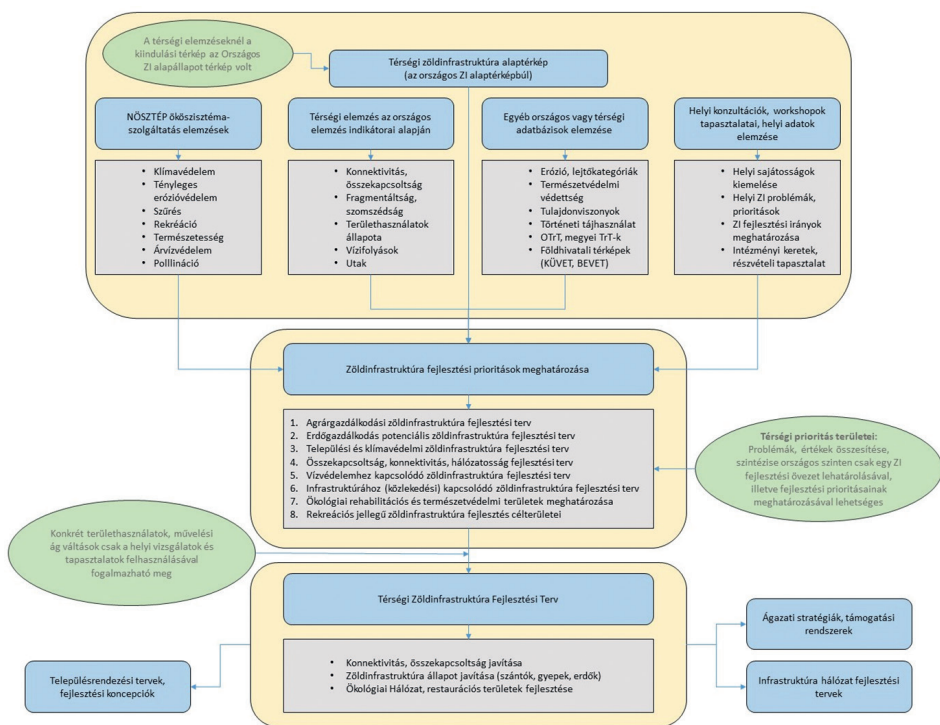 A térségi elemzéseknél a
kiindulási térkép az Országos
ZI alapállapot térkép volt
Térségi zöldinfrastruktúra alaptérkép
(az országos ZI alaptérképbúl)
NÖSZTÉP ököszisztéma-
szolgáltatás elemzések
Térségi elemzés az országos
elemzés indikátorai alapján
Egyéb országos vagy térségi
adatbázisok elemzése
Helyi konzultációk, workshopok
tapasztalatai, helyi adatok
elemzése
• Klímavédelem
• Tényleges
erózióvédelem
• Szűrés
• Rekréáció
• Természetesség
• Árvízvédelem
• Polllináció
• Konnektivitás,
összekapcsoltság
• Fragmentáltság,
szomszédság
• Területhasználatok
állapota
• Vízifolyások
• Utak
• Erózió, lejtőkategóriák
• Természetvédelmi
védettség
• Tulajdonviszonyok
• Történeti tájhasználat
• OTrT, megyei TrT-k
• Földhivatali térképek
(KÜVET, BEVET)
• Helyi sajátosságok
kiemelése
• Helyi ZI problémák,
prioritások
• ZI fejlesztési irányok
meghatározása
• Intézményi keretek,
részvételi tapasztalat
Zöldinfrastruktúra fejlesztési prioritások meghatározása
1. Agrárgazdálkodási zöldinfrastruktúra fejlesztési terv
2. Erdőgazdálkodás potenciális zöldinfrastruktúra fejlesztési terv
3. Települési és klímavédelmi zöldinfrastruktúra fejlesztési terv
4. Összekapcsoltság, konnektivitás, hálózatosság fejlesztési terv
5. Vízvédelemhez kapcsolódó zöldinfrastruktúra fejlesztési terv
6. Infrastruktúrához (közlekedési) kapcsolódó zöldinfrastruktúra fejlesztési terv
7. Ökológiai rehabilitációs és természetvédelmi területek meghatározása
8. Rekreációs jellegű zöldinfrastruktúra fejlesztés célterületei
Térségi prioritás területei:
Problémák, értékek összesítése,
szintézise országos szinten csak egy ZI
fejlesztési övezet lehatárolásával,
illetve fejlesztési prioritásainak
meghatározásával lehetséges
Konkrét területhasználatok, művelési
ág váltások csak a helyi vizsgálatok és
tapasztalatok felhasználásával
fogalmazható meg
Térségi Zöldinfrastruktúra Fejlesztési Terv
• Konnektivitás, összekapcsoltság javítása
• Zöldinfrastruktúra állapot javítása (szántók, gyepek, erdők)
• Ökológiai Hálózat, restaurációs területek fejlesztése
Településrendezési tervek,
fejlesztési koncepciók
Ágazati stratégiák, támogatási
rendszerek
Infrastruktúra hálózat fejlesztési
tervek